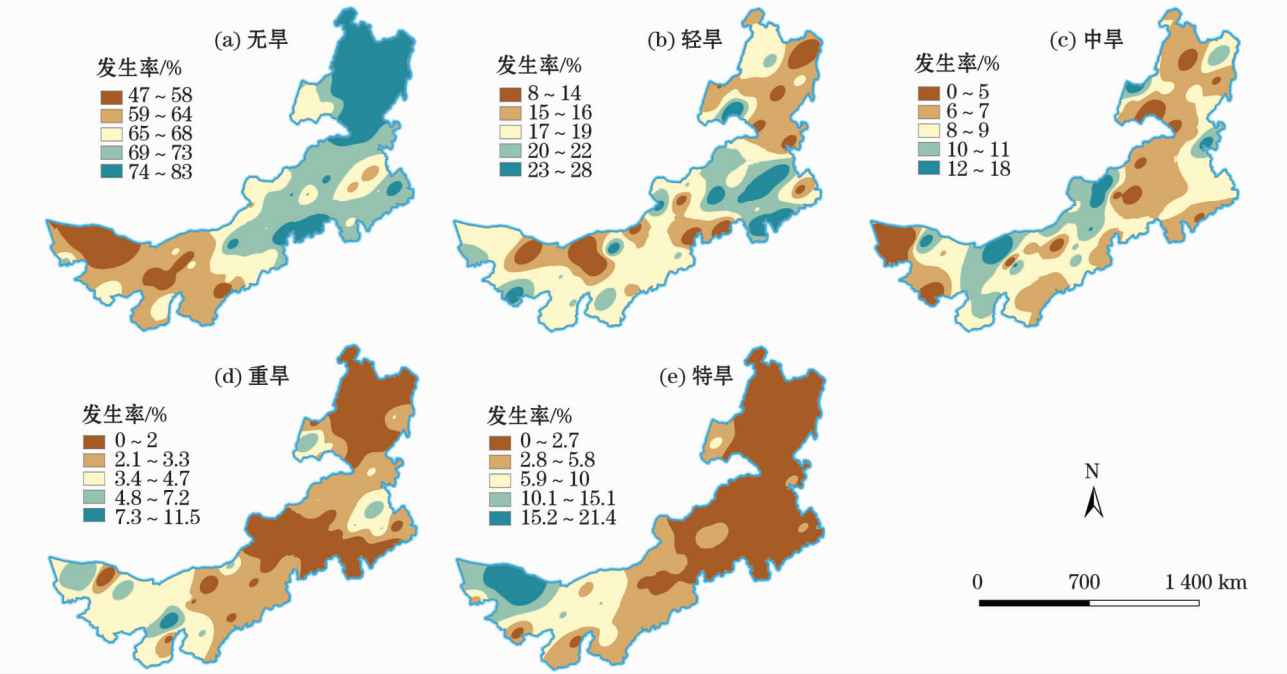 (a) 无旱
发生率/%
47～58
59～64
65～68
69～73
74～83
(b) 轻旱
发生率/%
8～14
15～16
17～19
20～22
23～28
(c) 中旱
发生率/%
0～5
6～7
8～9
10～11
12～18
(d) 重旱
发生率/%
0～2
2.1～3.3
3.4～4.7
4.8～7.2
7.3～11.5
(e) 特旱
发生率/%
0～2.7
2.8～5.8
5.9～10
10.1～15.1
15.2～21.4
N
0 700 1 400 km